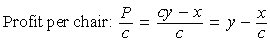 Profit per chair: P/c = (cy − x)/c = y − x/c